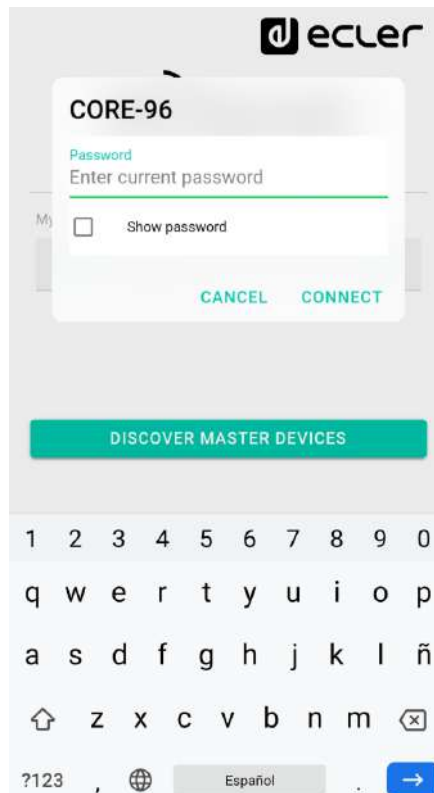 ecler
CORE-96
Password
Enter current password
My
Show password
CANCEL CONNECT
DISCOVER MASTER DEVICES
1 2 3 4 5 6 7 8 9 0
q w e r t y u i o p
a s d f g h j k l ñ
z x c v b n m
?123 , Español .